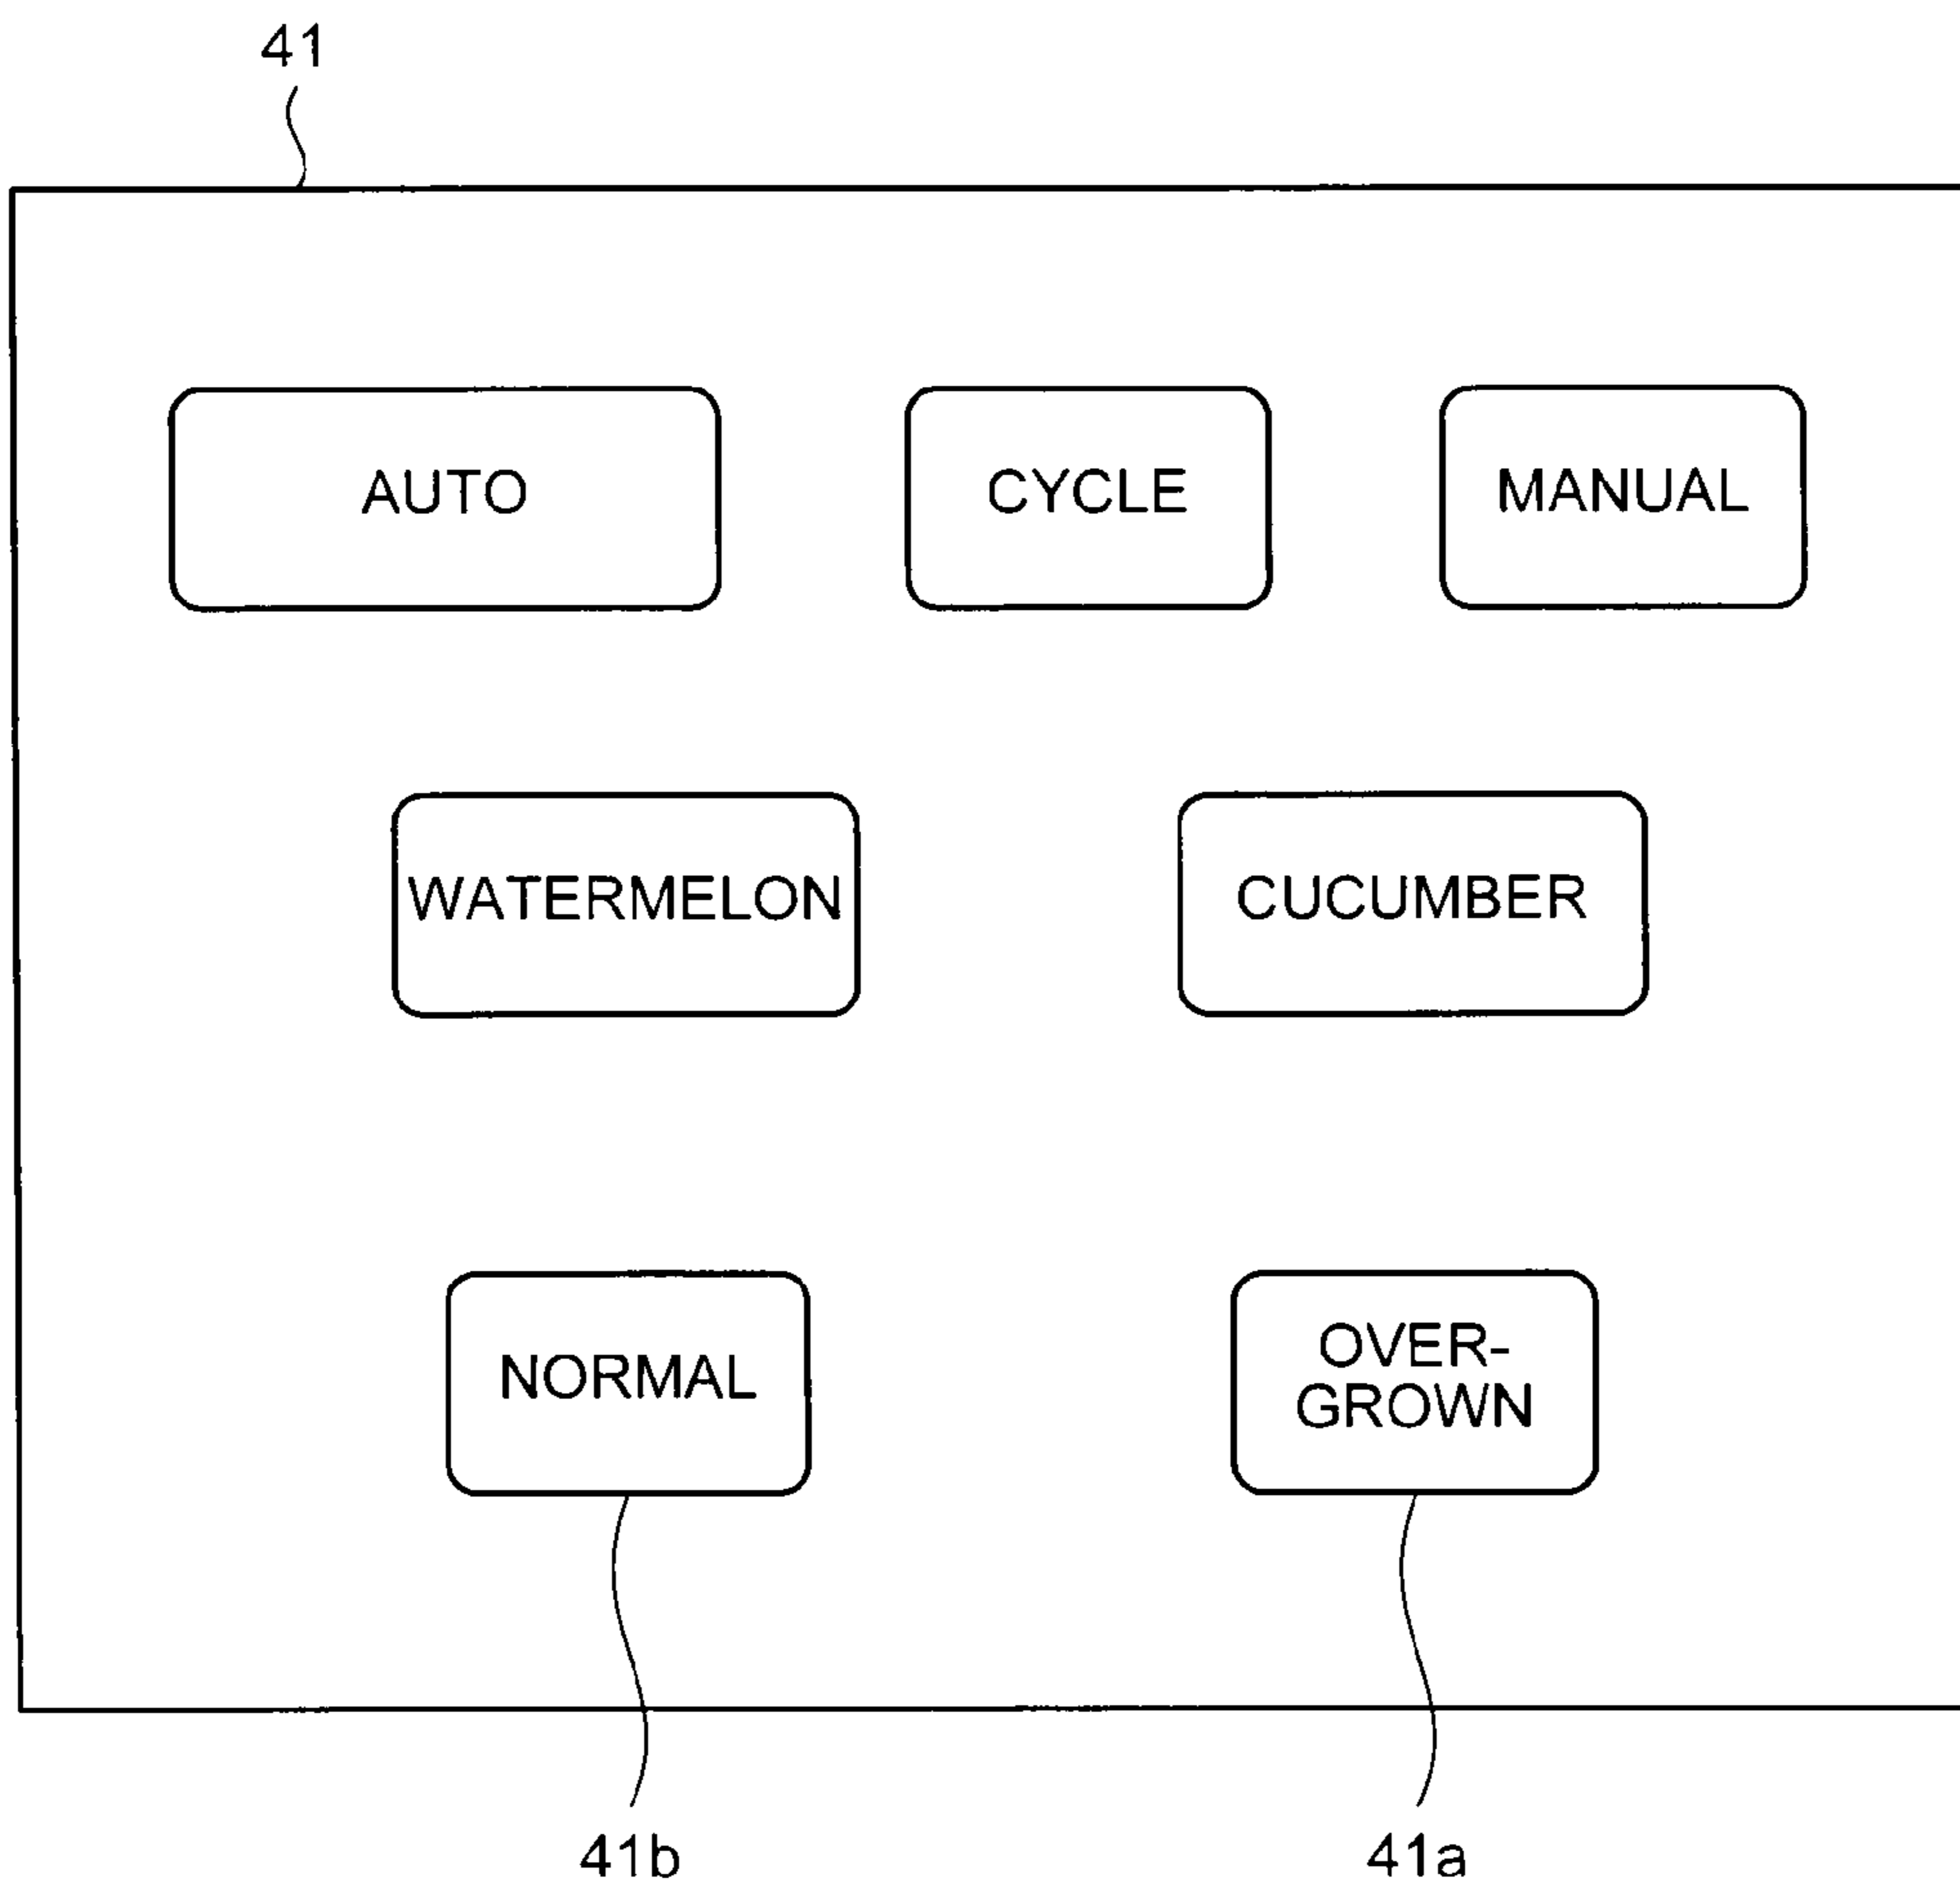 41
AUTO
CYCLE
MANUAL
WATERMELON
CUCUMBER
NORMAL
OVER-
GROWN
41b
41a